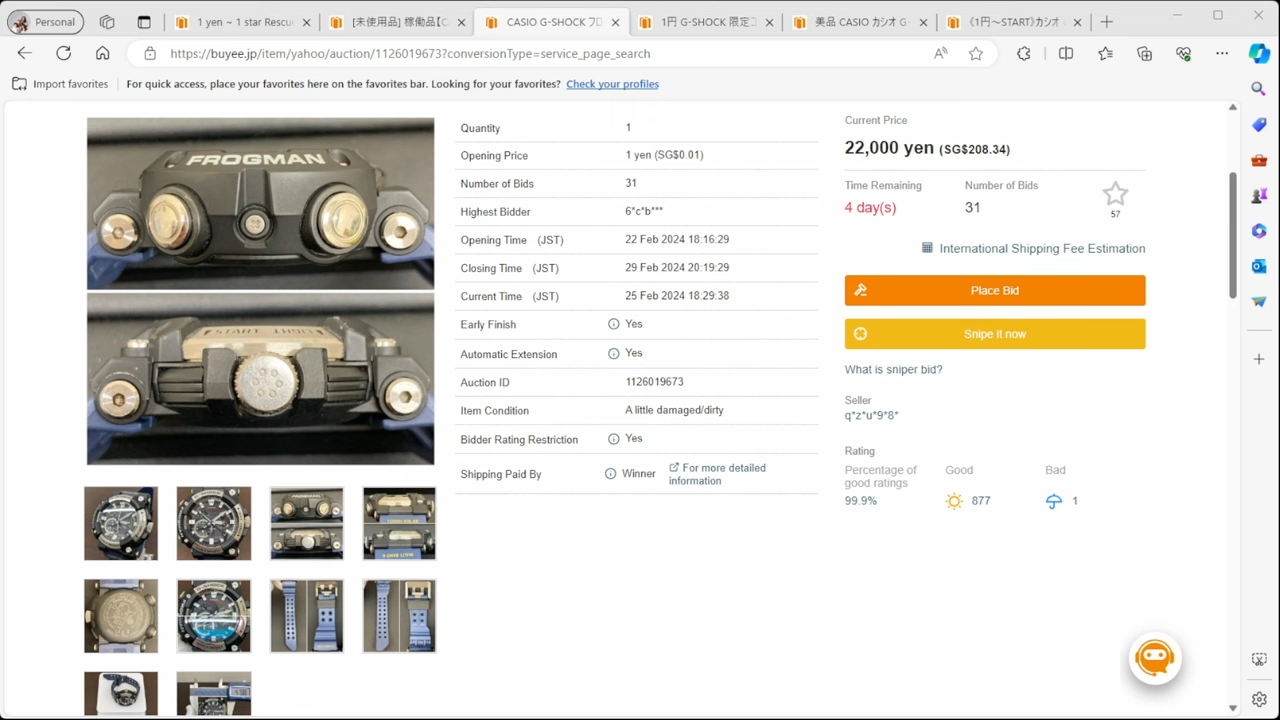 Personal
1 yen ~ 1 star Rescu
[未使用品] 稼働品【C
CASIO G-SHOCK フロ
1円 G-SHOCK 限定フ
美品 CASIO カシオ G-
《1円～START》カシオ
https://buyee.jp/item/yahoo/auction/1126019673?conversionType=service_page_search
Import favorites
For quick access, place your favorites here on the favorites bar. Looking for your favorites? Check your profiles
FROGMAN
Quantity 1
Opening Price 1 yen (SG$0.01)
Number of Bids 31
Highest Bidder 6*c*b***
Opening Time (JST) 22 Feb 2024 18:16:29
Closing Time (JST) 29 Feb 2024 20:19:29
Current Time (JST) 25 Feb 2024 18:29:38
Early Finish Yes
Automatic Extension Yes
Auction ID 1126019673
Item Condition A little damaged/dirty
Bidder Rating Restriction Yes
Shipping Paid By Winner For more detailed
information
Current Price
22,000 yen (SG$208.34)
Time Remaining Number of Bids
4 day(s) 31
57
International Shipping Fee Estimation
Place Bid
Snipe It now
What is sniper bid?
Seller
q*z*u*9*8*
Rating
Percentage of good ratings Good Bad
99.9% 877 1